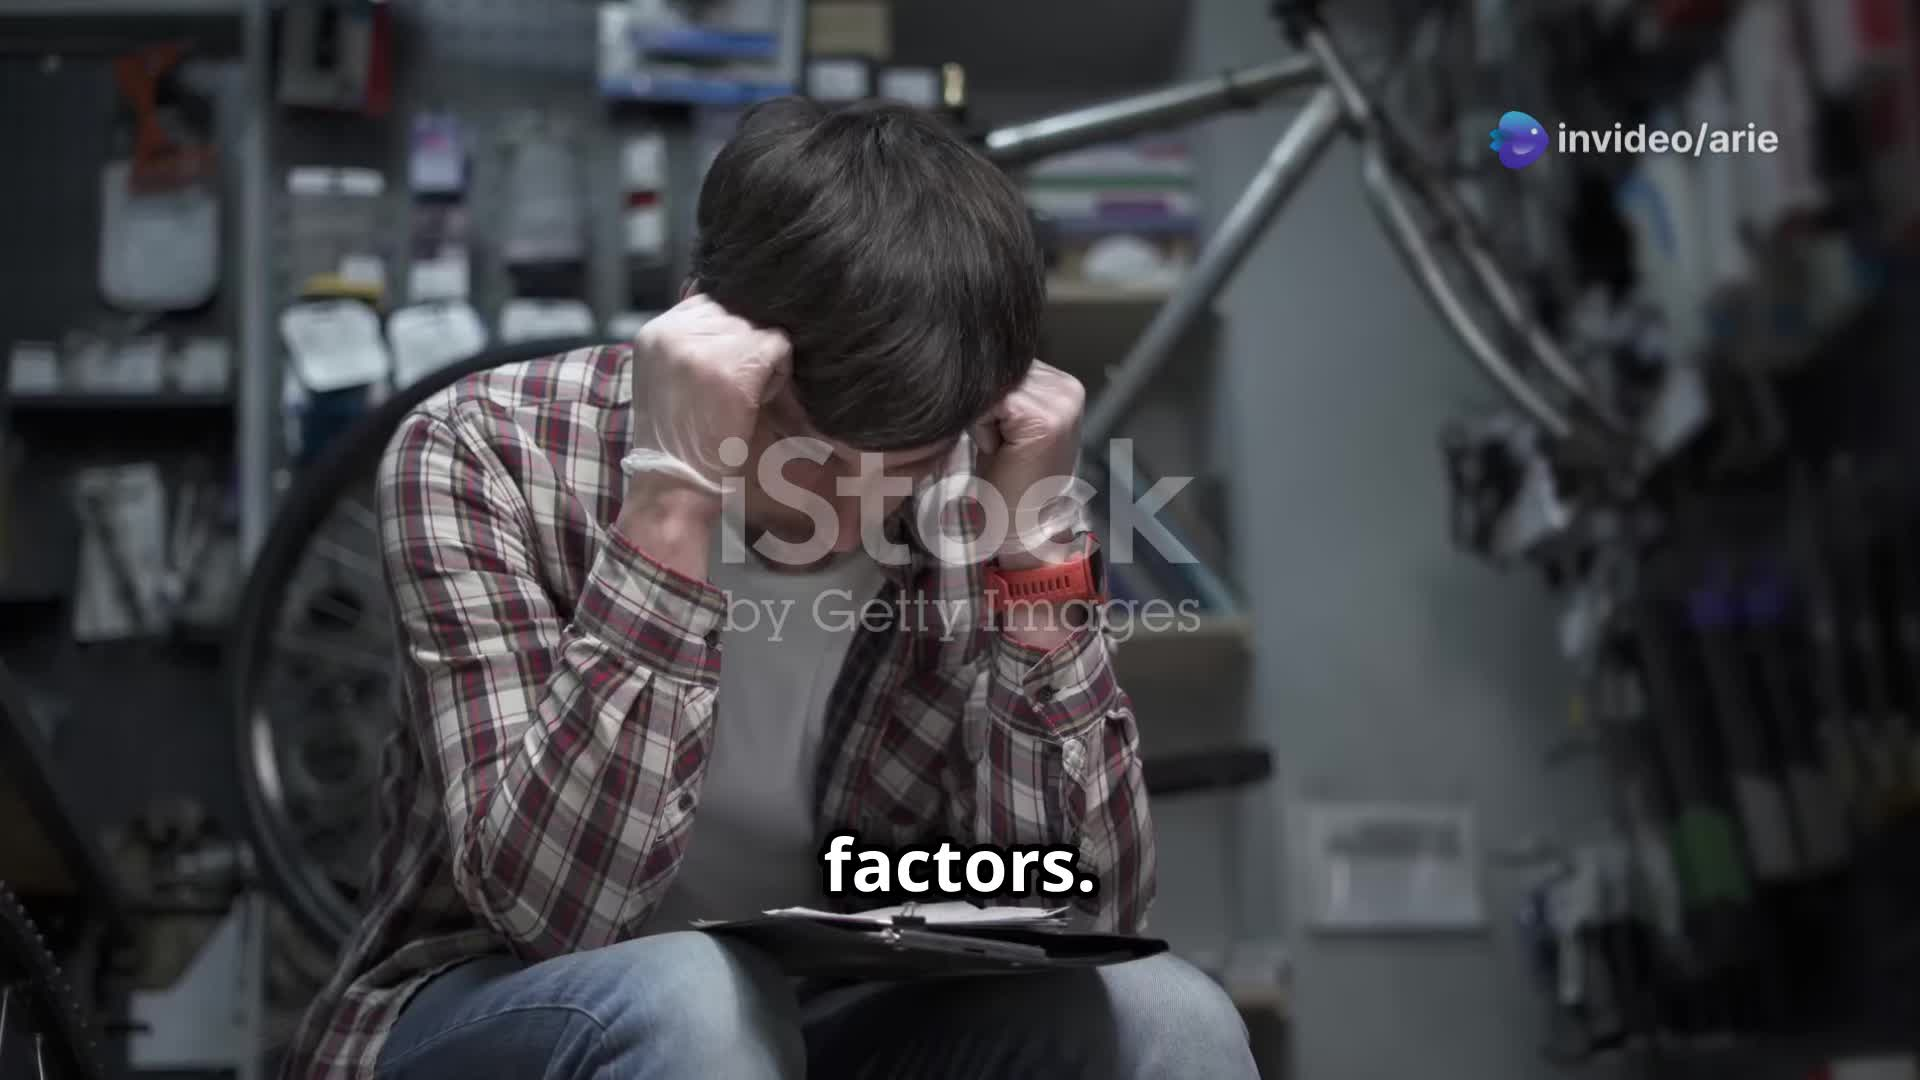 invideo/arie
iStock
by Getty Images
factors.